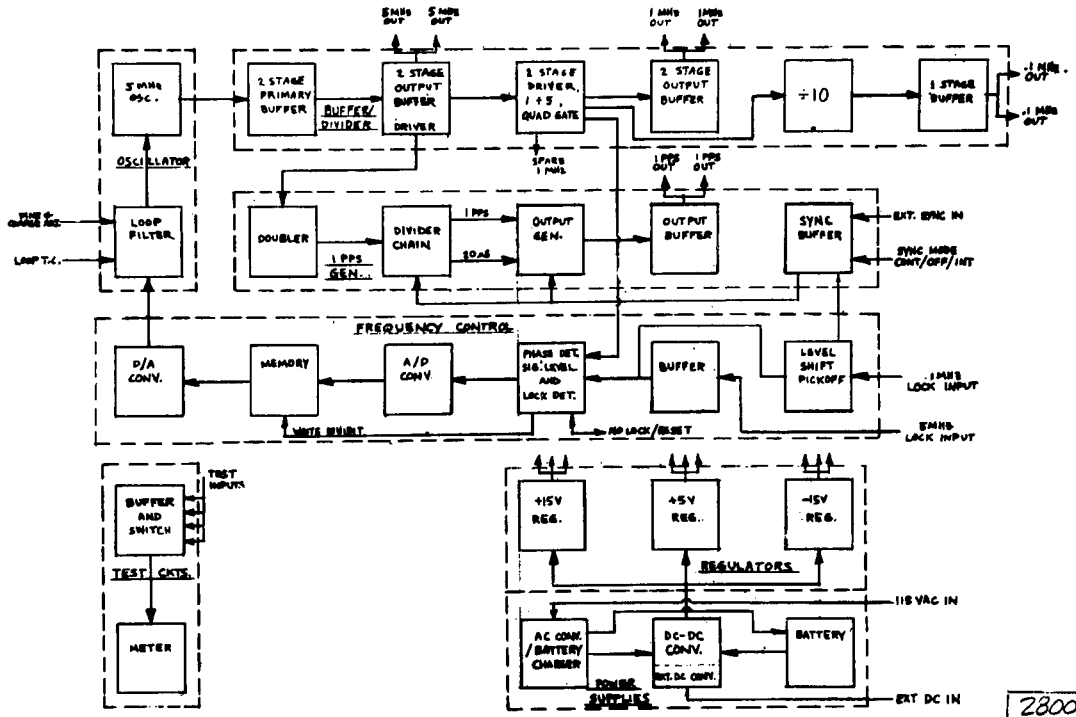 5 MHZ OUT
5 MHZ OUT
1 MHZ OUT
1 MHZ OUT
5 MHZ OSC.
OSCILLATOR
2 STAGE PRIMARY BUFFER
BUFFER/ DIVIDER
2 STAGE OUTPUT BUFFER
DRIVER
2 STAGE DRIVER, 1 ÷ 5, QUAD GATE
SPARE 1 MHZ
2 STAGE OUTPUT BUFFER
÷10
1 STAGE BUFFER
.1 MHZ. OUT
.1 MHZ OUT
LOOP FILTER
LOOP T.C.
DOUBLER
1 PPS GEN.
DIVIDER CHAIN
1 PPS
OUTPUT GEN.
1 PPS OUT
1 PPS OUT
OUTPUT BUFFER
SYNC BUFFER
EXT. SYNC IN
SYNC MODE CONT/OFF/INT
FREQUENCY CONTROL
D/A CONV.
MEMORY
A/D CONV.
PHASE DET. SIG. LEVEL AND LOCK DET.
BUFFER
LEVEL SHIFT PICKOFF
.1 MHZ LOCK INPUT
5 MHZ LOCK INPUT
WRITE INHIBIT
NO LOCK/RESET
TEST INPUTS
BUFFER AND SWITCH
TEST CKTS.
METER
+15V REG.
+5V REG.
-15V REG.
REGULATORS
115 VAC IN
AC CONV. /BATTERY CHARGER
DC-DC CONV.
EXT. DC CONV.
BATTERY
POWER SUPPLIES
EXT DC IN
2800